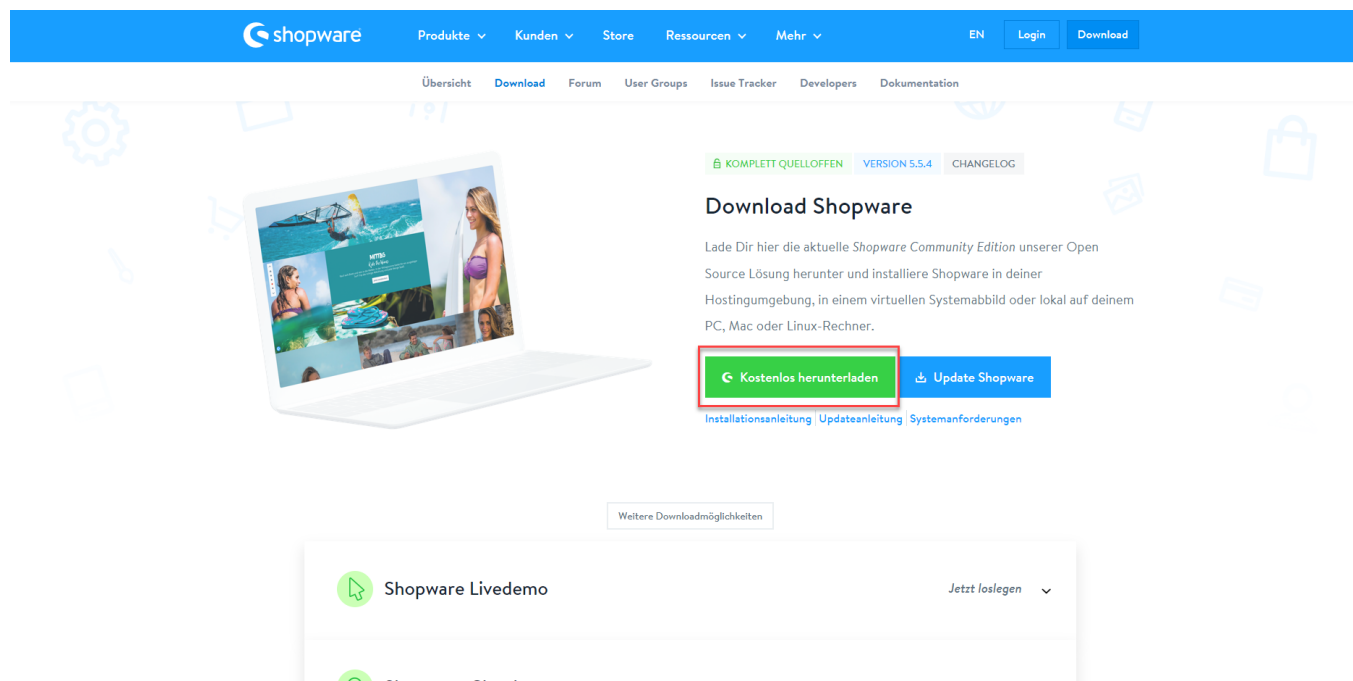 shopware
Produkte
Kunden
Store
Ressourcen
Mehr
EN
Login
Download
Übersicht
Download
Forum
User Groups
Issue Tracker
Developers
Dokumentation
KOMPLETT QUELLOFFEN
VERSION 5.5.4
CHANGELOG
Download Shopware
Lade Dir hier die aktuelle Shopware Community Edition unserer Open
Source Lösung herunter und installiere Shopware in deiner
Hostingumgebung, in einem virtuellen Systemabbild oder lokal auf deinem
PC, Mac oder Linux-Rechner.
Kostenlos herunterladen
Update Shopware
Installationsanleitung
Updateanleitung
Systemanforderungen
Weitere Downloadmöglichkeiten
Shopware Livedemo
Jetzt loslegen